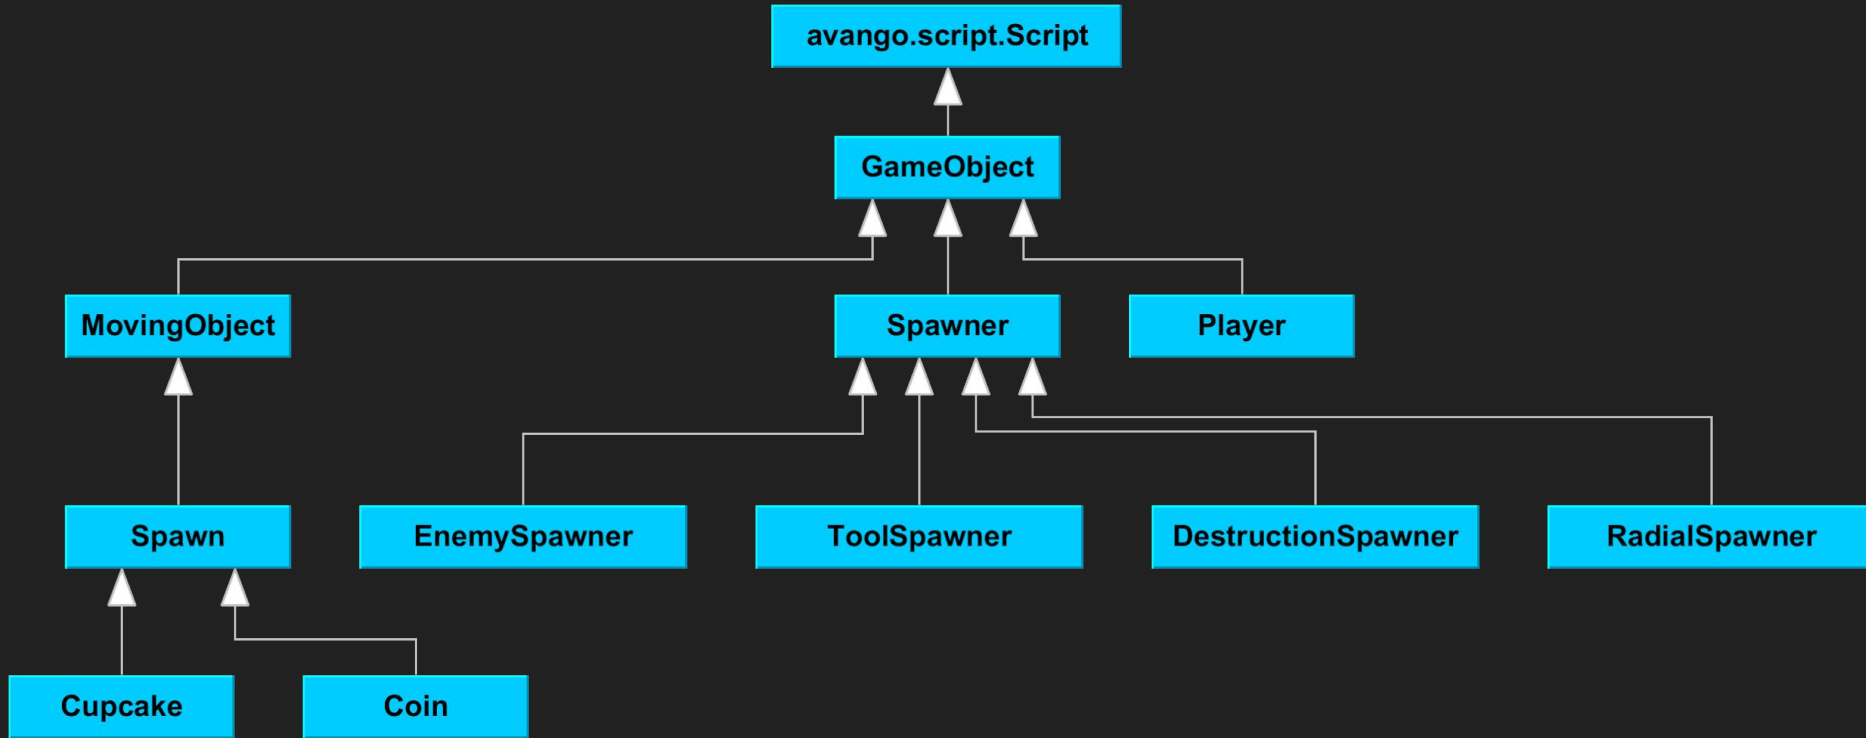 avango.script.Script
GameObject
MovingObject
Spawner
Player
Spawn
EnemySpawner
ToolSpawner
DestructionSpawner
RadialSpawner
Cupcake
Coin